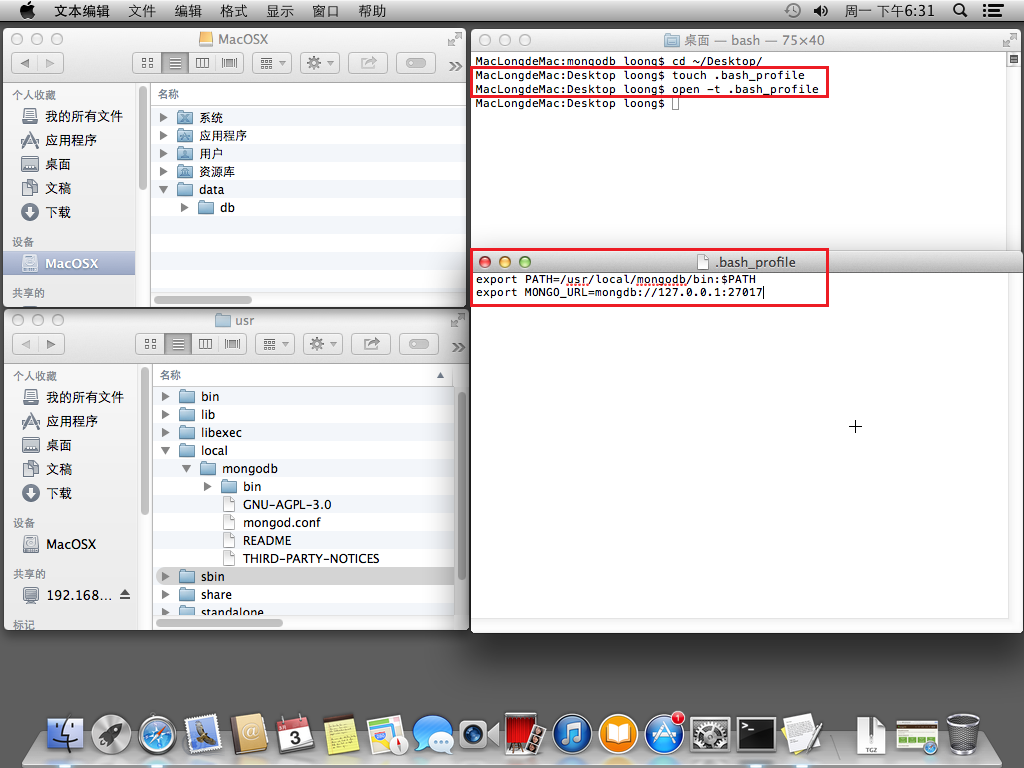 文本编辑 文件 编辑 格式 显示 窗口 帮助 周一 下午6:31
MacOSX
个人收藏
我的所有文件
应用程序
桌面
文稿
下载
设备
MacOSX
共享的
名称
系统
应用程序
用户
资源库
data
db
桌面 — bash — 75×40
MacLongdeMac:mongodb loong$ cd ~/Desktop/
MacLongdeMac:Desktop loong$ touch .bash_profile
MacLongdeMac:Desktop loong$ open -t .bash_profile
MacLongdeMac:Desktop loong$
.bash_profile
export PATH=/usr/local/mongodb/bin:$PATH
export MONGO_URL=mongdb://127.0.0.1:27017
usr
个人收藏
我的所有文件
应用程序
桌面
文稿
下载
设备
MacOSX
共享的
192.168...
标记
名称
bin
lib
libexec
local
mongodb
bin
GNU-AGPL-3.0
mongod.conf
README
THIRD-PARTY-NOTICES
sbin
share
standalone
3
1
TGZ